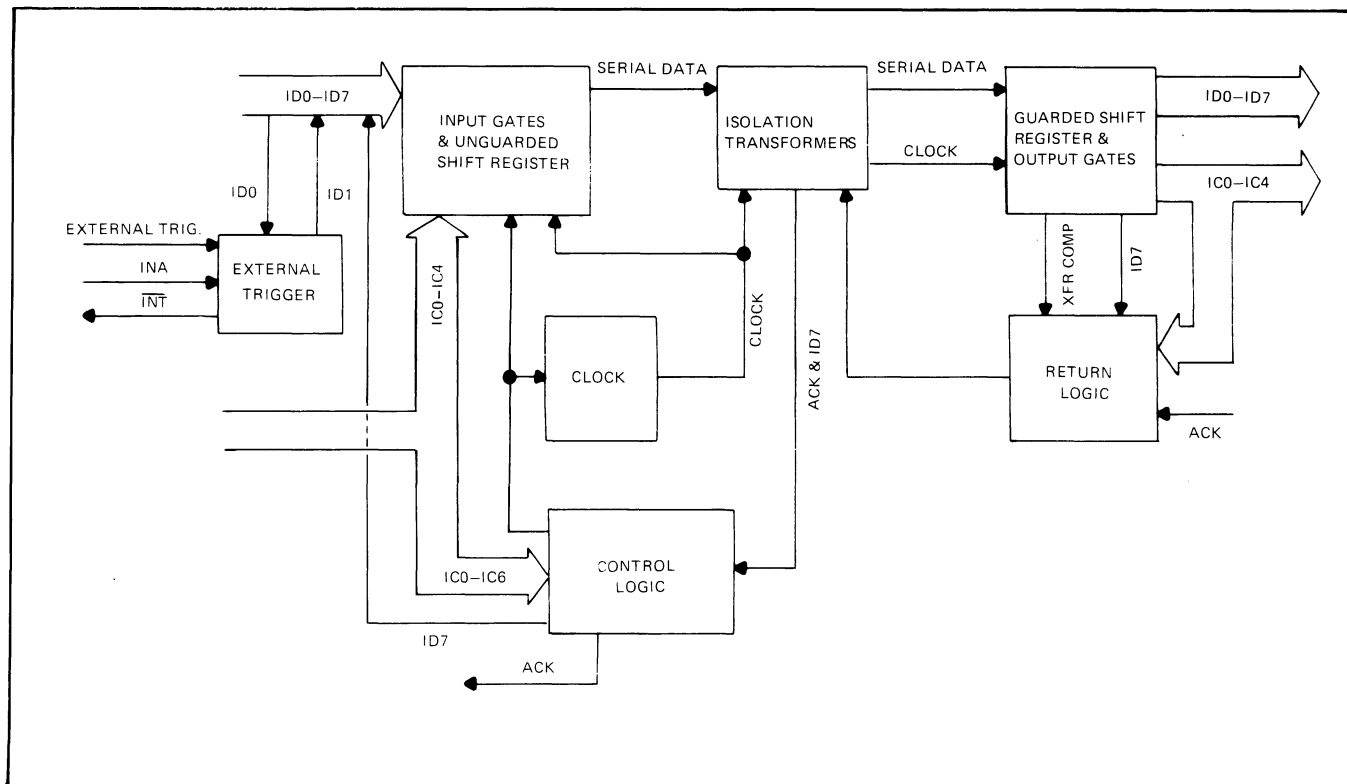 SERIAL DATA
SERIAL DATA
ID0–ID7
INPUT GATES
& UNGUARDED
SHIFT REGISTER
ISOLATION
TRANSFORMERS
GUARDED SHIFT
REGISTER &
OUTPUT GATES
ID0–ID7
CLOCK
IC0–IC4
ID0
ID1
EXTERNAL TRIG.
INA
INT
EXTERNAL
TRIGGER
IC0–IC4
CLOCK
CLOCK
ACK & ID7
XFR COMP
ID7
RETURN
LOGIC
ACK
IC0–IC6
CONTROL
LOGIC
ID7
ACK